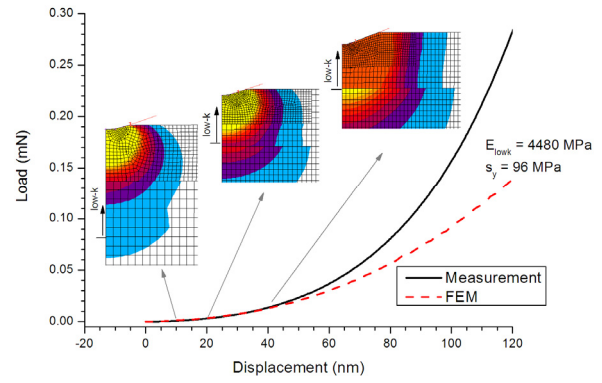 0.30
0.25
0.20
0.15
0.10
0.05
0.00
Load (mN)
low-k
low-k
low-k
E_lowk = 4480 MPa
s_y = 96 MPa
Measurement
FEM
-20 0 20 40 60 80 100 120
Displacement (nm)